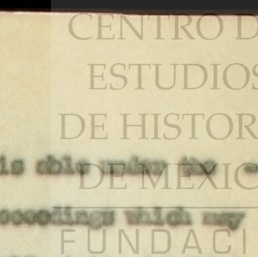 CENTRO D
ESTUDIOS
DE HISTOR
is able under the
DE MEXIC
oceedings which may
FUNDACI